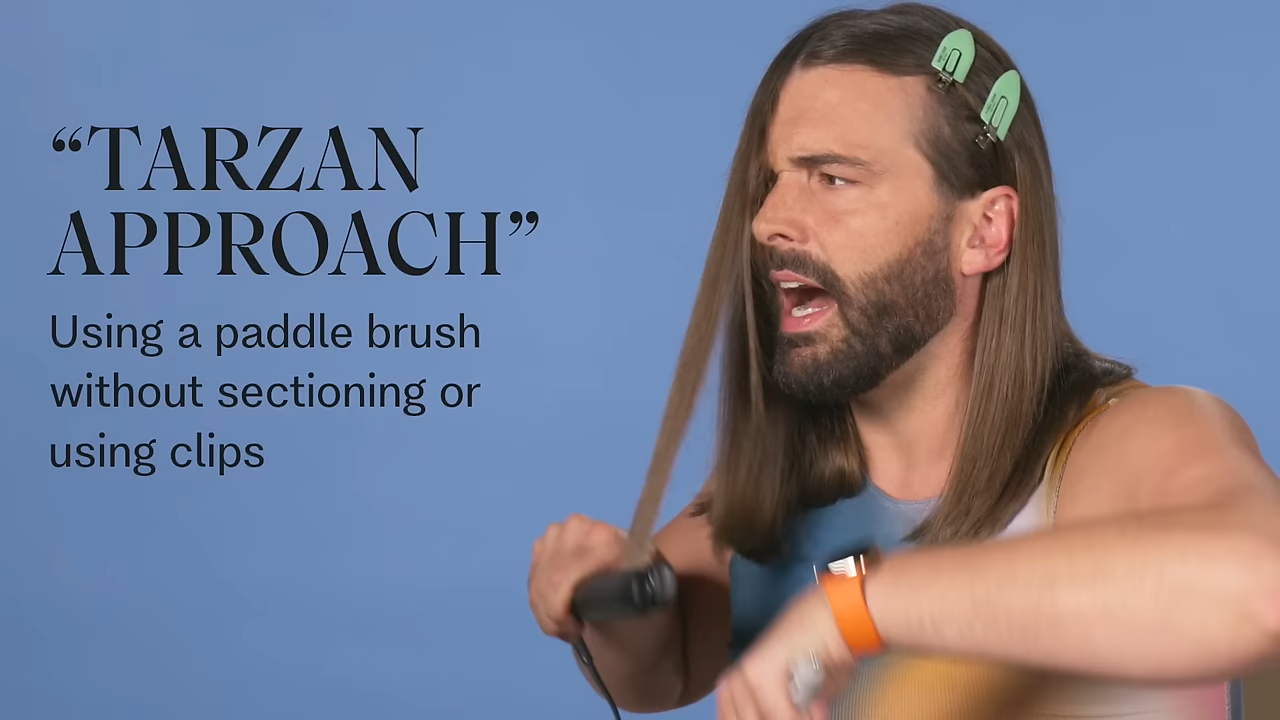 “TARZAN
APPROACH”
Using a paddle brush
without sectioning or
using clips